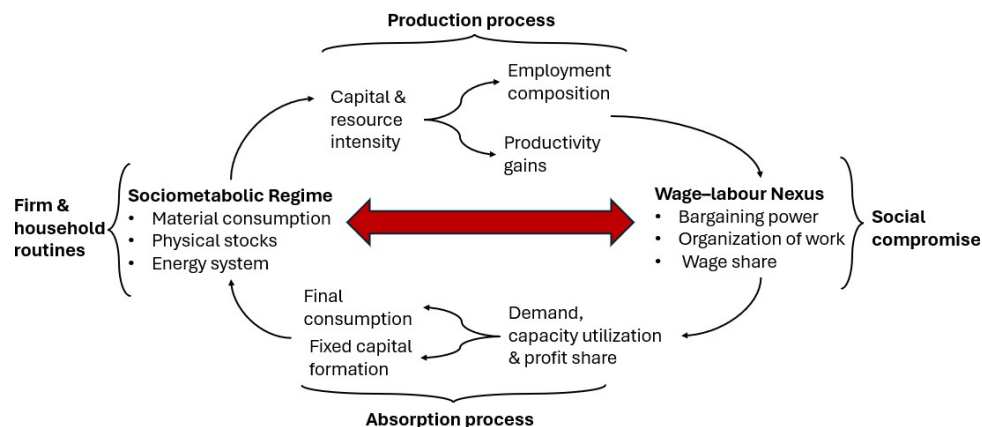 Production process
Employment
composition
Capital &
resource
intensity
Productivity
gains
Firm &
household
routines
Sociometabolic Regime
• Material consumption
• Physical stocks
• Energy system
Wage–labour Nexus
• Bargaining power
• Organization of work
• Wage share
Social
compromise
Final
consumption
Fixed capital
formation
Demand,
capacity utilization
& profit share
Absorption process